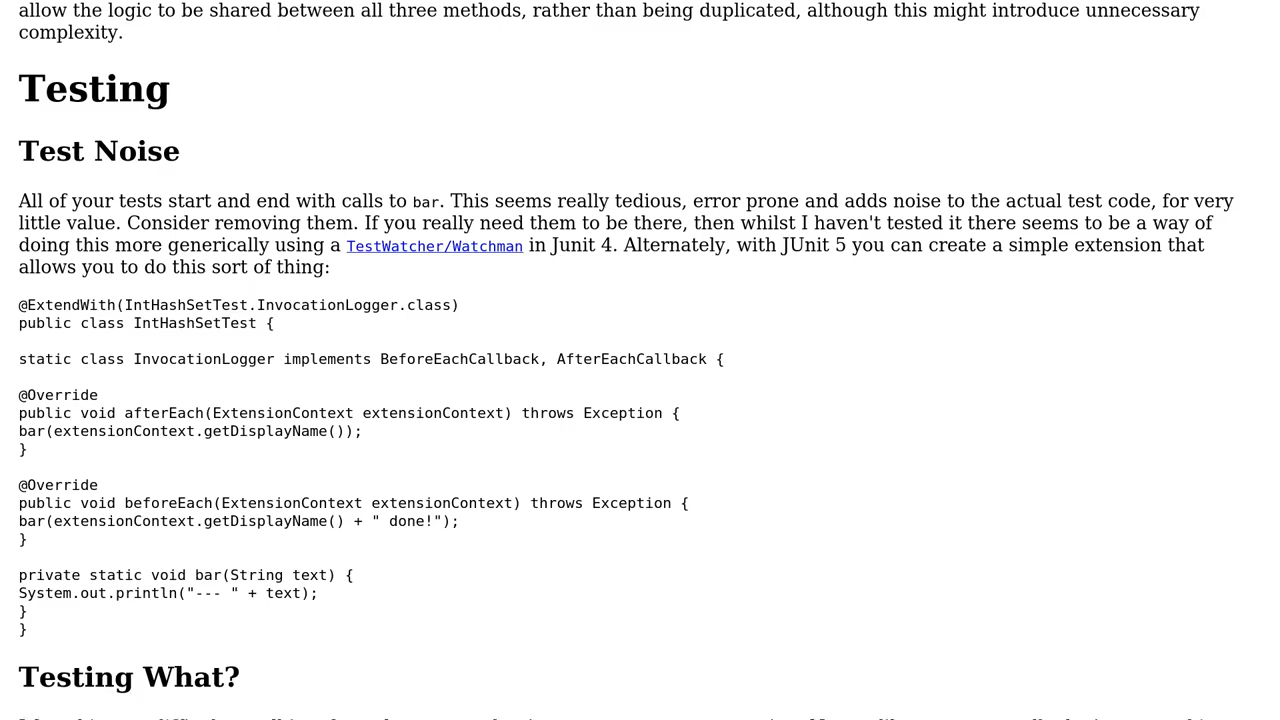 allow the logic to be shared between all three methods, rather than being duplicated, although this might introduce unnecessary
complexity.
Testing
Test Noise
All of your tests start and end with calls to bar. This seems really tedious, error prone and adds noise to the actual test code, for very
little value. Consider removing them. If you really need them to be there, then whilst I haven't tested it there seems to be a way of
doing this more generically using a TestWatcher/Watchman in Junit 4. Alternately, with JUnit 5 you can create a simple extension that
allows you to do this sort of thing:
@ExtendWith(IntHashSetTest.InvocationLogger.class)
public class IntHashSetTest {
static class InvocationLogger implements BeforeEachCallback, AfterEachCallback {
@Override
public void afterEach(ExtensionContext extensionContext) throws Exception {
bar(extensionContext.getDisplayName());
}
@Override
public void beforeEach(ExtensionContext extensionContext) throws Exception {
bar(extensionContext.getDisplayName() + " done!");
}
private static void bar(String text) {
System.out.println("--- " + text);
}
}
Testing What?